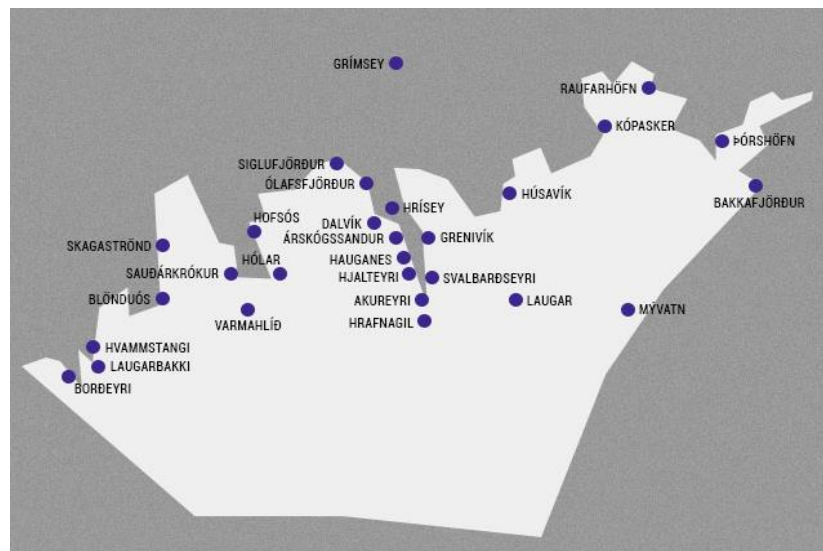 GRÍMSEY
RAUFARHÖFN
KÓPASKER
ÞÓRSHÖFN
SIGLUFJÖRÐUR
ÓLAFSFJÖRÐUR
HÚSAVÍK
BAKKAFJÖRÐUR
HRÍSEY
HOFSÓS
DALVÍK
ÁRSKÓGSSANDUR
GRENIVÍK
SKAGASTRÖND
HAUGANES
HÓLAR
SAUÐÁRKRÓKUR
HJALTEYRI
SVALBARÐSEYRI
BLÖNDUÓS
AKUREYRI
LAUGAR
MÝVATN
VARMAHLÍÐ
HRAFNAGIL
HVAMMSTANGI
LAUGARBAKKI
BORÐEYRI